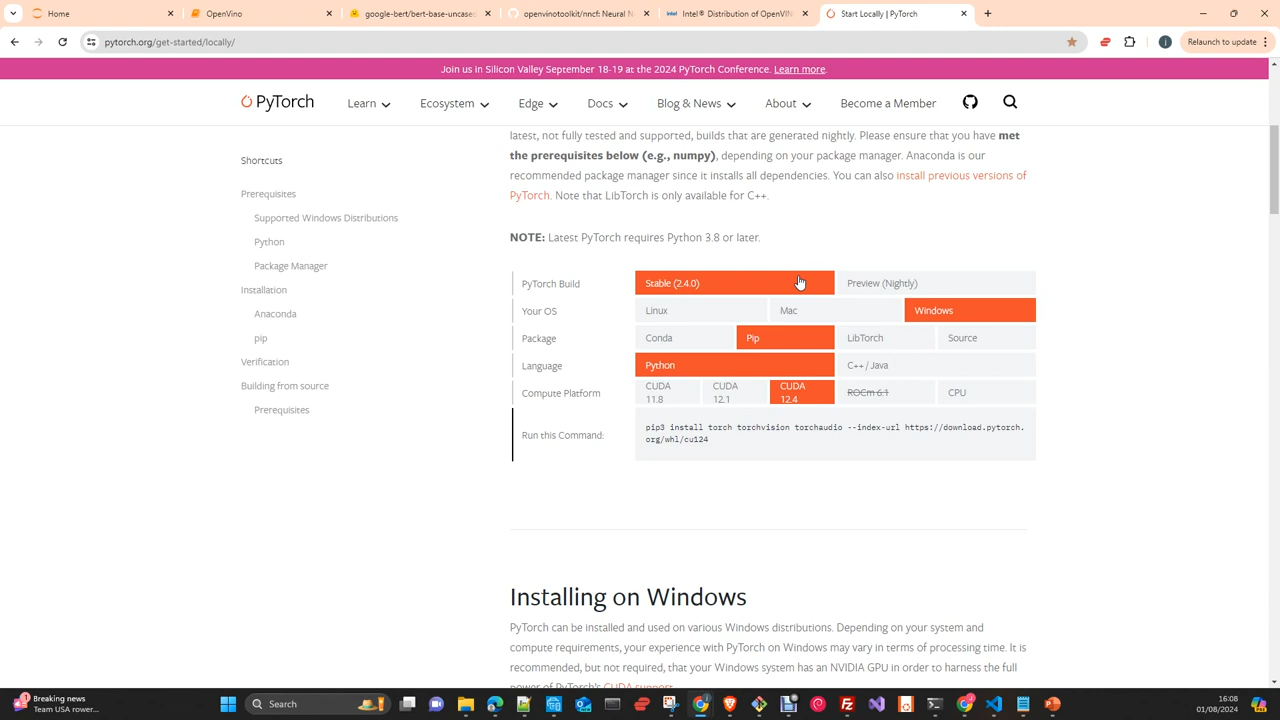 Home
OpenVino
google-bert/bert-base-uncased
openvinotoolkit/nncf: Neural N
Intel® Distribution of OpenVIN
Start Locally | PyTorch
pytorch.org/get-started/locally/
Relaunch to update
Join us in Silicon Valley September 18-19 at the 2024 PyTorch Conference. Learn more.
PyTorch
Learn
Ecosystem
Edge
Docs
Blog & News
About
Become a Member
Shortcuts
Prerequisites
Supported Windows Distributions
Python
Package Manager
Installation
Anaconda
pip
Verification
Building from source
Prerequisites
latest, not fully tested and supported, builds that are generated nightly. Please ensure that you have met
the prerequisites below (e.g., numpy), depending on your package manager. Anaconda is our
recommended package manager since it installs all dependencies. You can also install previous versions of
PyTorch. Note that LibTorch is only available for C++.
NOTE: Latest PyTorch requires Python 3.8 or later.
PyTorch Build Stable (2.4.0) Preview (Nightly)
Your OS Linux Mac Windows
Package Conda Pip LibTorch Source
Language Python C++ / Java
Compute Platform CUDA 11.8 CUDA 12.1 CUDA 12.4 ROCm 6.1 CPU
Run this Command:
pip3 install torch torchvision torchaudio --index-url https://download.pytorch.
org/whl/cu124
Installing on Windows
PyTorch can be installed and used on various Windows distributions. Depending on your system and
compute requirements, your experience with PyTorch on Windows may vary in terms of processing time. It is
recommended, but not required, that your Windows system has an NVIDIA GPU in order to harness the full
power of PyTorch's CUDA support.
Breaking news
Team USA rower...
Search
16:08
01/08/2024